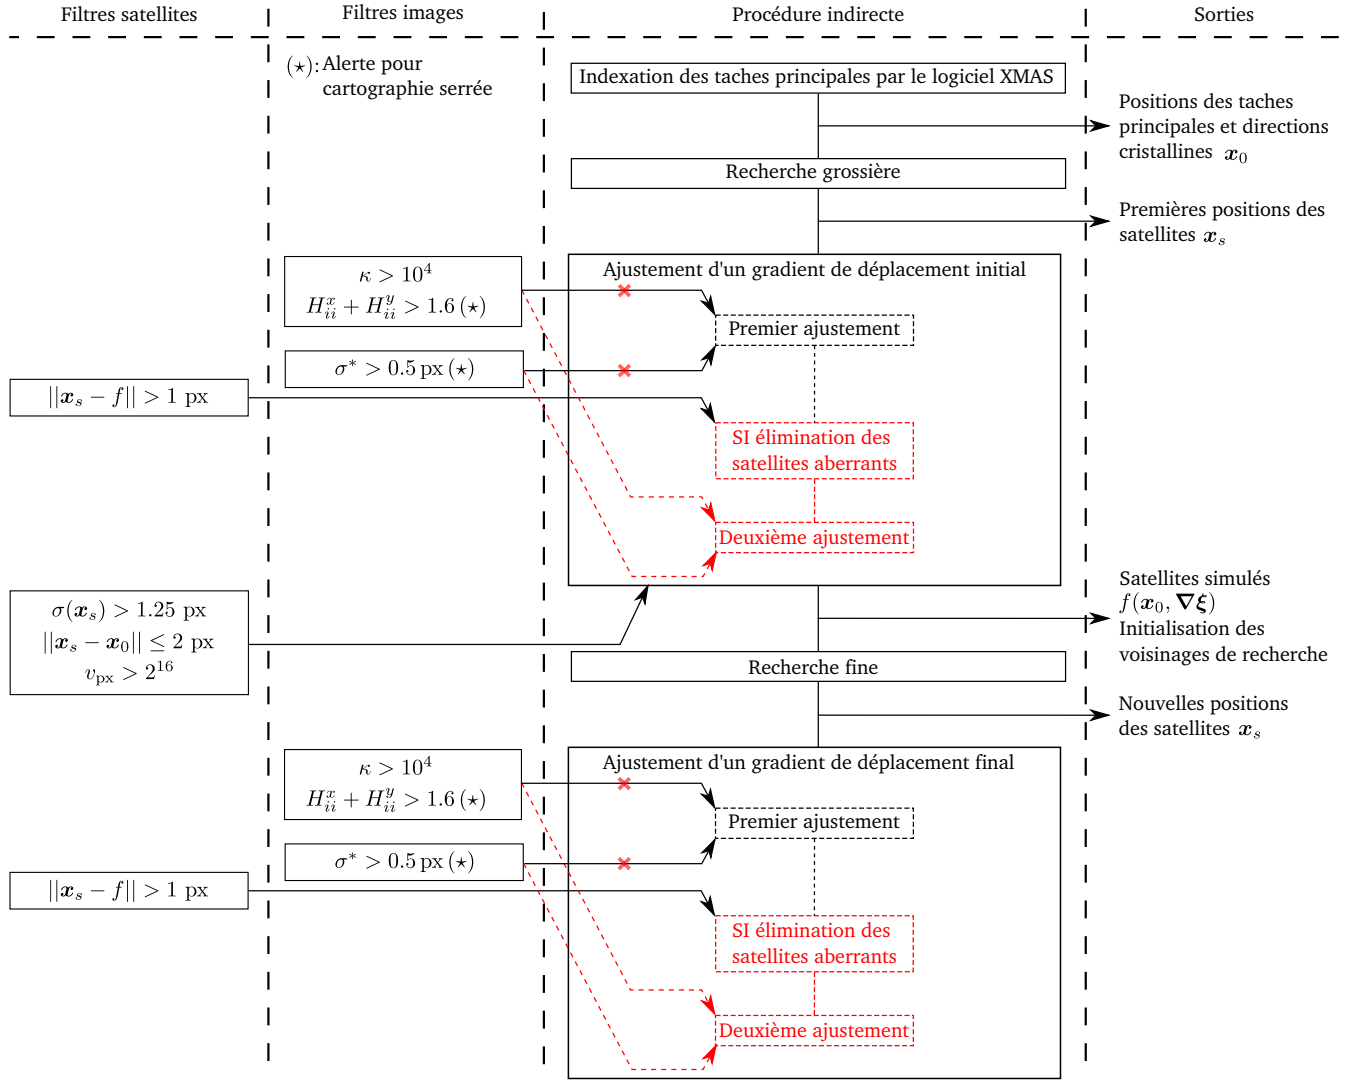 Filtres satellites
Filtres images
Procédure indirecte
Sorties
(⋆): Alerte pour
cartographie serrée
Indexation des taches principales par le logiciel XMAS
Positions des taches
principales et directions
cristallines x₀
Recherche grossière
Premières positions des
satellites xₛ
Ajustement d'un gradient de déplacement initial
κ > 10⁴
Hᵢᵢˣ + Hᵢᵢʸ > 1.6 (⋆)
Premier ajustement
σ* > 0.5 px (⋆)
||xₛ − f|| > 1 px
SI élimination des
satellites aberrants
Deuxième ajustement
Satellites simulés
f(x₀, ∇ξ)
Initialisation des
voisinages de recherche
σ(xₛ) > 1.25 px
||xₛ − x₀|| ≤ 2 px
v_px > 2¹⁶
Recherche fine
Nouvelles positions
des satellites xₛ
Ajustement d'un gradient de déplacement final
κ > 10⁴
Hᵢᵢˣ + Hᵢᵢʸ > 1.6 (⋆)
Premier ajustement
σ* > 0.5 px (⋆)
||xₛ − f|| > 1 px
SI élimination des
satellites aberrants
Deuxième ajustement